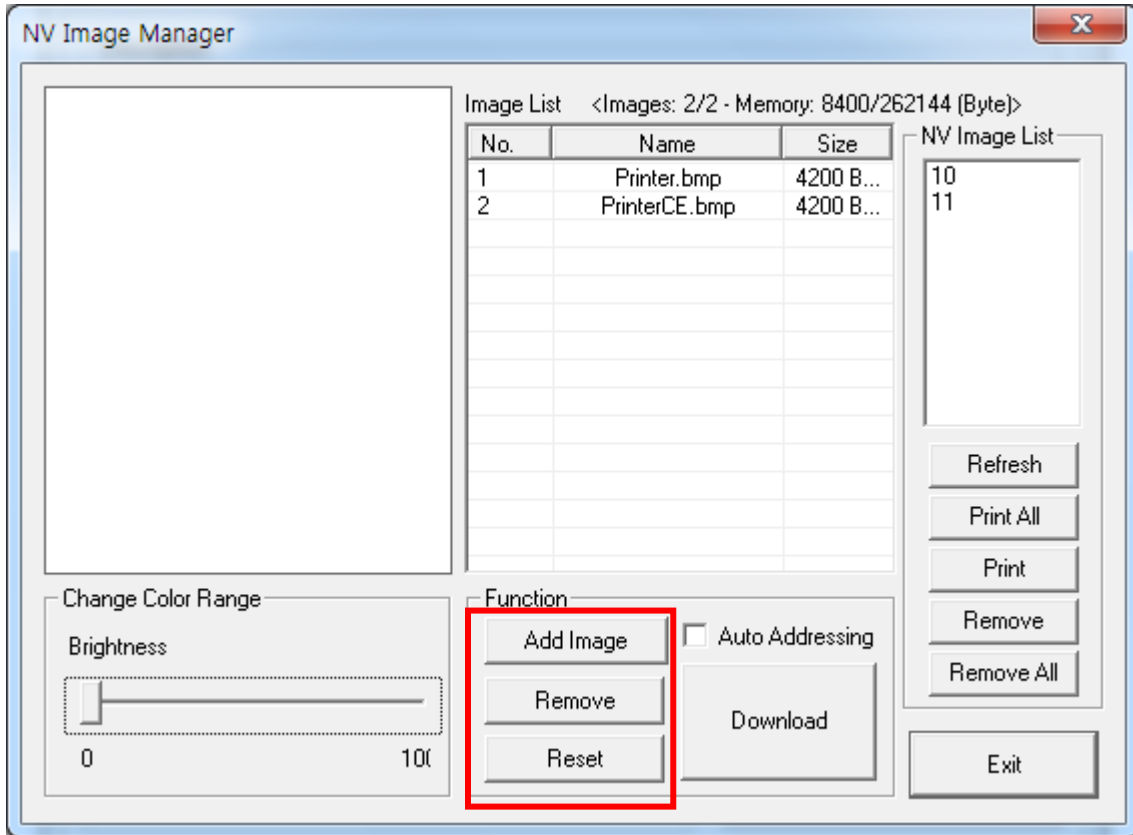 NV Image Manager
Image List <Images: 2/2 - Memory: 8400/262144 (Byte)>
No. Name Size
1 Printer.bmp 4200 B...
2 PrinterCE.bmp 4200 B...
NV Image List
10
11
Refresh
Print All
Print
Remove
Remove All
Change Color Range
Brightness
0 10(
Function
Add Image
Remove
Reset
Auto Addressing
Download
Exit